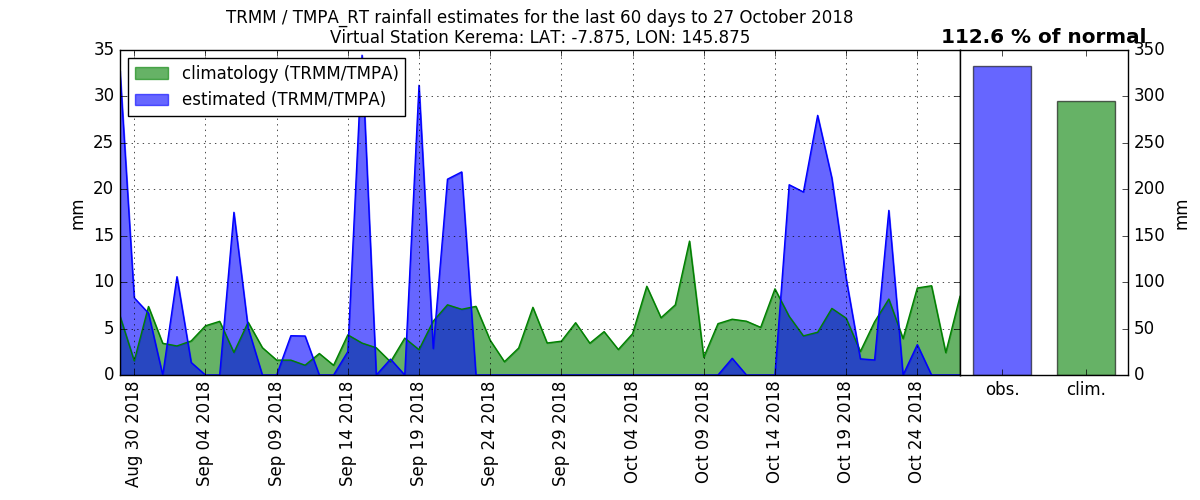 TRMM / TMPA_RT rainfall estimates for the last 60 days to 27 October 2018
Virtual Station Kerema: LAT: -7.875, LON: 145.875
112.6 % of normal
climatology (TRMM/TMPA)
estimated (TRMM/TMPA)
35
30
25
20
15
10
5
0
mm
Aug 30 2018
Sep 04 2018
Sep 09 2018
Sep 14 2018
Sep 19 2018
Sep 24 2018
Sep 29 2018
Oct 04 2018
Oct 09 2018
Oct 14 2018
Oct 19 2018
Oct 24 2018
obs.
clim.
350
300
250
200
150
100
50
0
mm